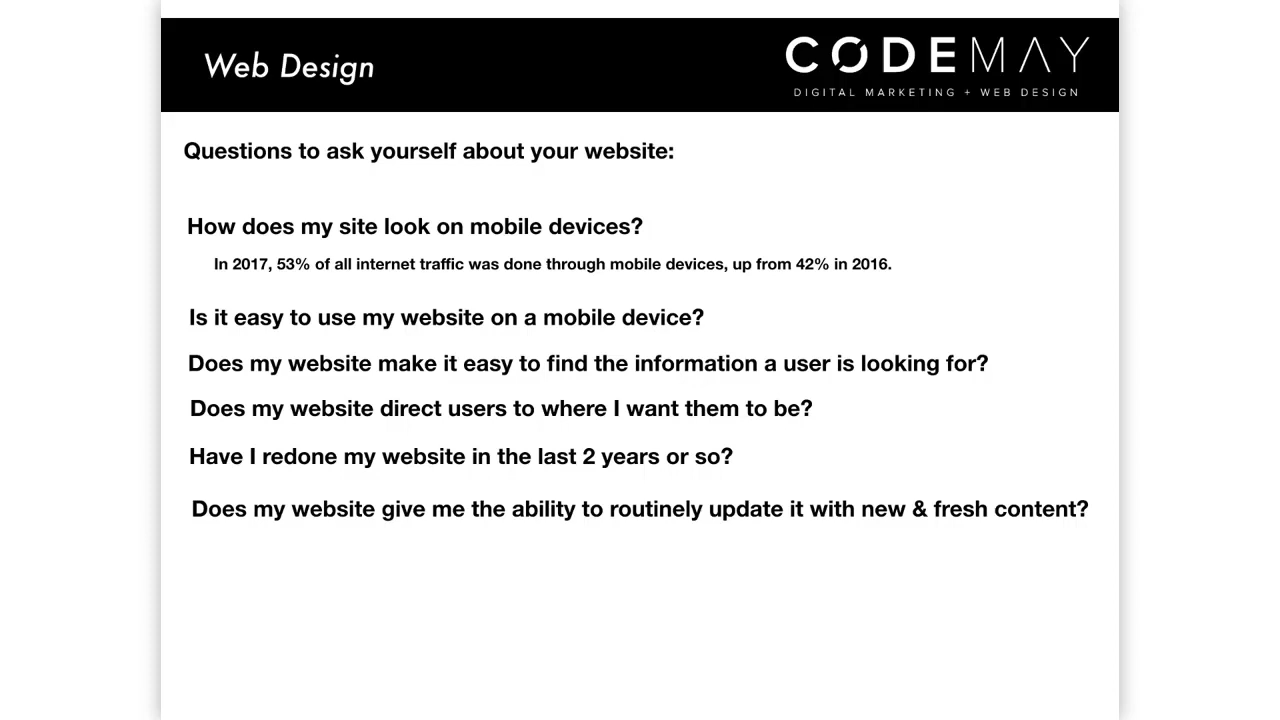 Web Design
CODEMAY
DIGITAL MARKETING + WEB DESIGN
Questions to ask yourself about your website:
How does my site look on mobile devices?
In 2017, 53% of all internet traffic was done through mobile devices, up from 42% in 2016.
Is it easy to use my website on a mobile device?
Does my website make it easy to find the information a user is looking for?
Does my website direct users to where I want them to be?
Have I redone my website in the last 2 years or so?
Does my website give me the ability to routinely update it with new & fresh content?